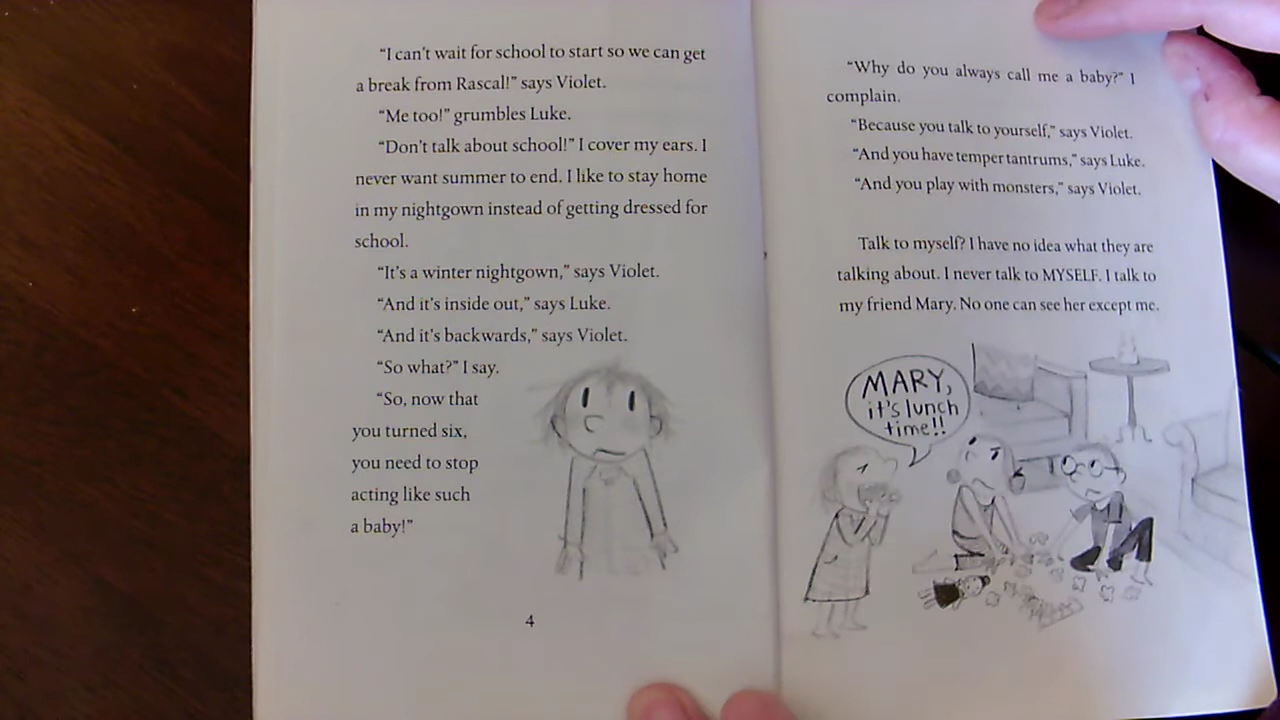 “I can't wait for school to start so we can get
a break from Rascal!” says Violet.
“Me too!” grumbles Luke.
“Don't talk about school!” I cover my ears. I
never want summer to end. I like to stay home
in my nightgown instead of getting dressed for
school.
“It's a winter nightgown,” says Violet.
“And it's inside out,” says Luke.
“And it's backwards,” says Violet.
“So what?” I say.
“So, now that
you turned six,
you need to stop
acting like such
a baby!”
4
“Why do you always call me a baby?” I
complain.
“Because you talk to yourself,” says Violet.
“And you have temper tantrums,” says Luke.
“And you play with monsters,” says Violet.
Talk to myself? I have no idea what they are
talking about. I never talk to MYSELF. I talk to
my friend Mary. No one can see her except me.
MARY,
it's lunch
time!!